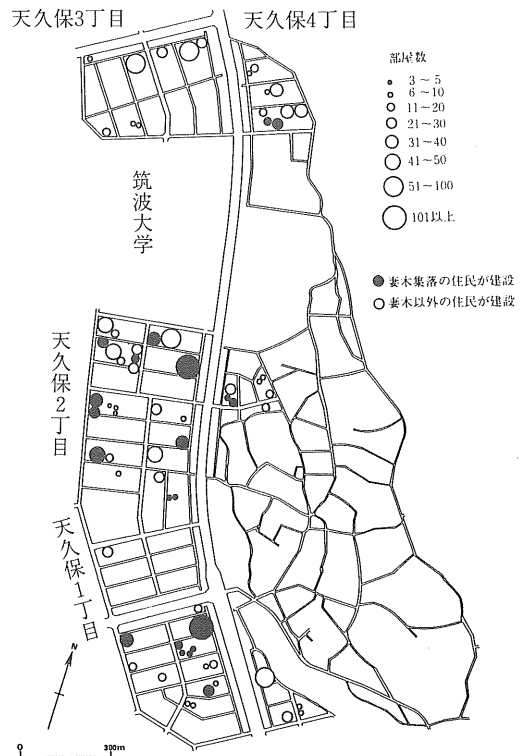 天久保3丁目
天久保4丁目
部屋数
3～5
6～10
11～20
21～30
31～40
41～50
51～100
101以上
筑波大学
妻木集落の住民が建設
妻木以外の住民が建設
天久保2丁目
天久保1丁目
N
0 300m